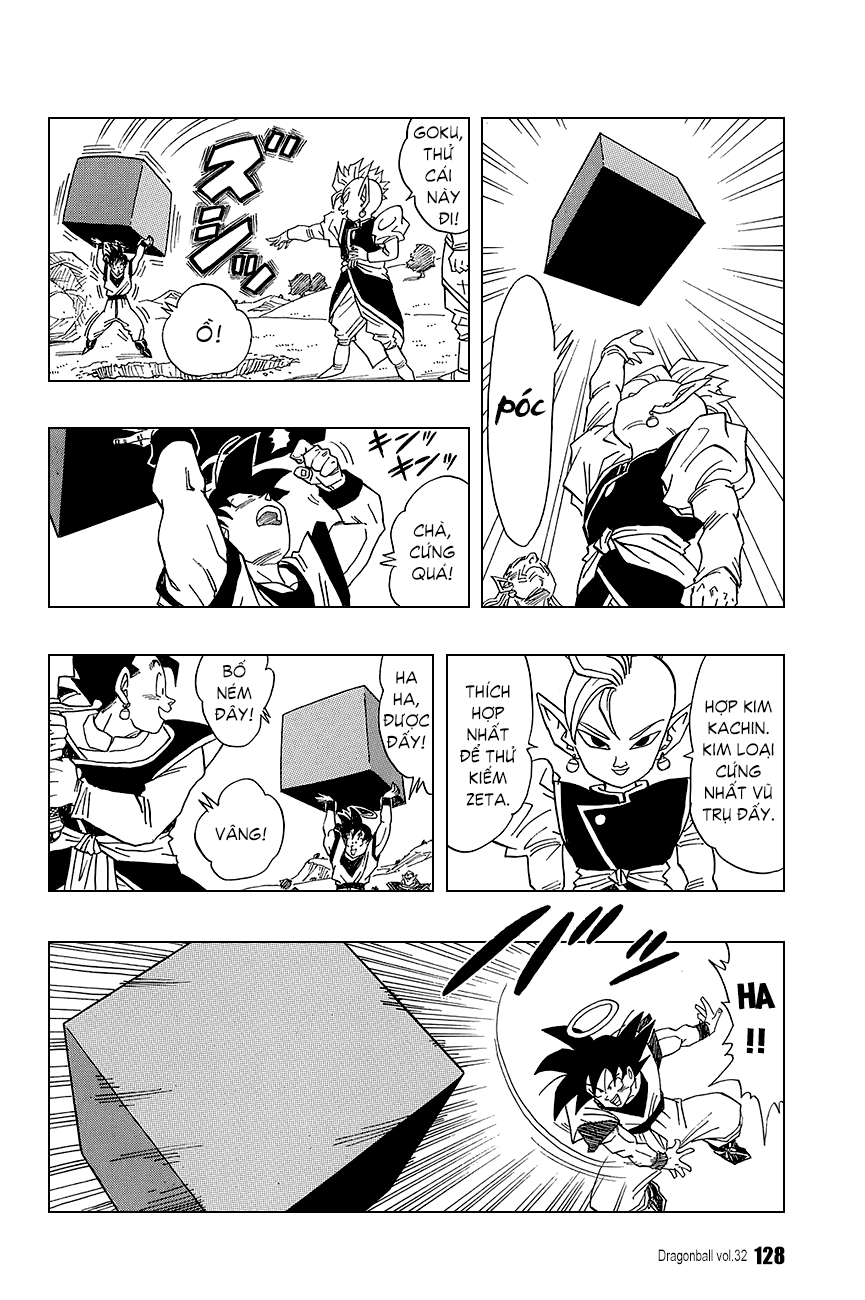 PÓC
GOKU,
THỬ
CÁI
NÀY
ĐI!
Ồ!
CHÀ,
CỨNG
QUÁ!
HỢP KIM
KACHIN.
KIM LOẠI
CỨNG
NHẤT VŨ
TRỤ ĐẤY.
THÍCH
HỢP
NHẤT
ĐỂ THỬ
KIẾM
ZETA.
HA
HA,
ĐƯỢC
ĐẤY!
BỐ
NÉM
ĐÂY!
VÂNG!
HA
!!
Dragonball vol.32 128